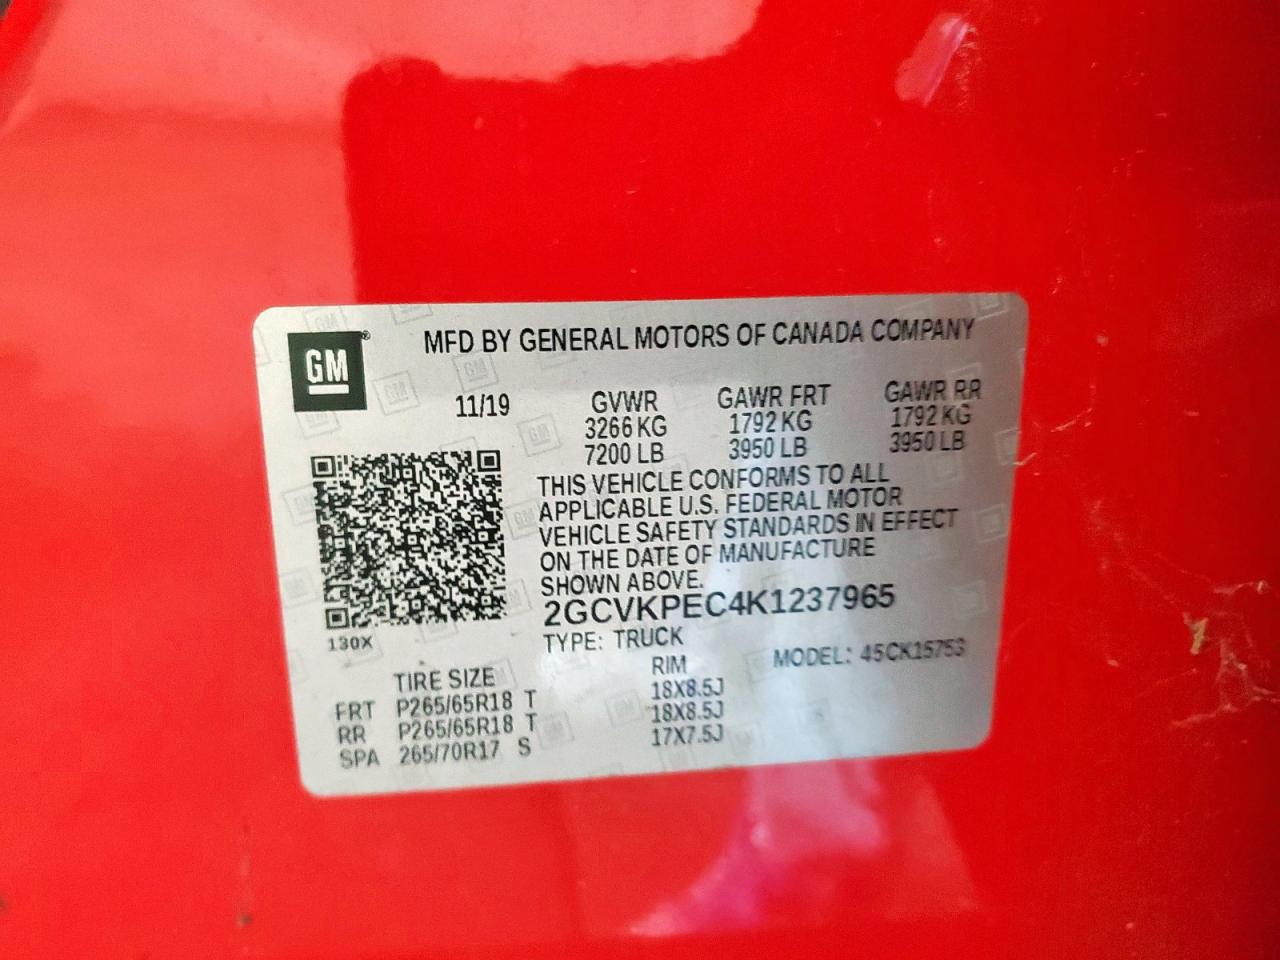 GM
MFD BY GENERAL MOTORS OF CANADA COMPANY
11/19 GVWR GAWR FRT GAWR RR
3266 KG 1792 KG 1792 KG
7200 LB 3950 LB 3950 LB
THIS VEHICLE CONFORMS TO ALL
APPLICABLE U.S. FEDERAL MOTOR
VEHICLE SAFETY STANDARDS IN EFFECT
ON THE DATE OF MANUFACTURE
SHOWN ABOVE.
2GCVKPEC4K1237965
130X
TYPE: TRUCK MODEL: 45CK15753
TIRE SIZE RIM
FRT P265/65R18 T 18X8.5J
RR P265/65R18 T 18X8.5J
SPA 265/70R17 S 17X7.5J